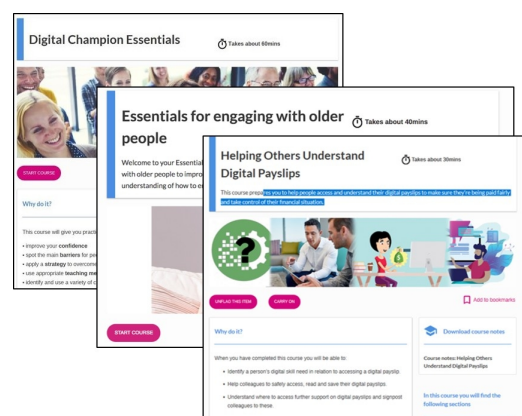 Digital Champion Essentials
Takes about 60mins
START COURSE
Why do it?
This course will give you practi
• improve your confidence
• spot the main barriers for pe
• apply a strategy to overcome
• use appropriate teaching me
• identify and use a variety of c
Essentials for engaging with older
people
Takes about 40mins
Welcome to your Essential
with older people to impro
understanding of how to en
START COURSE
Helping Others Understand
Digital Payslips
Takes about 30mins
This course prepares you to help people access and understand their digital payslips to make sure they're being paid fairly
and take control of their financial situation.
?
UNPLAD THIS ITEM
CARRY ON
Add to bookmarks
Why do it?
When you have completed this course you will be able to:
• Identify a person's digital skill need in relation to accessing a digital payslip
• Help colleagues to safely access, read and save their digital payslips.
• Understand where to access further support on digital payslips and signpost
colleagues to these.
Download course notes
Course notes: Helping Others
Understand Digital Payslips
In this course you will find the
following sections